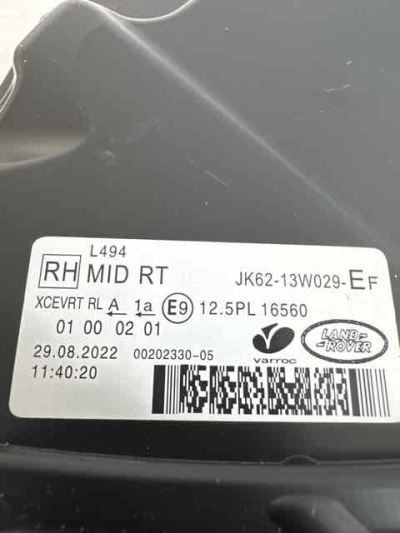 L494
RH MID RT JK62-13W029-EF
XCEVRT RL A 1a E9 12.5PL 16560
01 00 02 01
29.08.2022 00202330-05
varroc
LAND-
ROVER
11:40:20